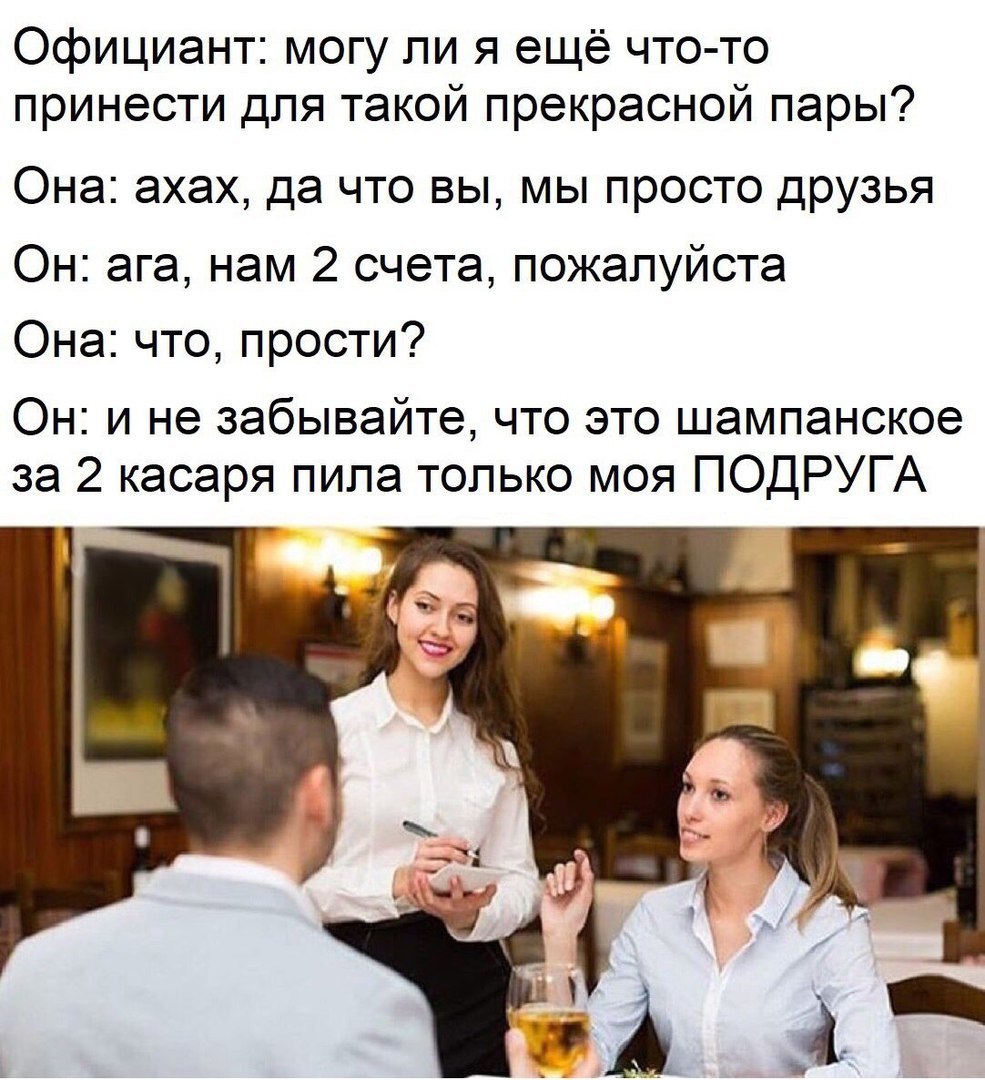 Официант: могу ли я ещё что-то
принести для такой прекрасной пары?
Она: ахах, да что вы, мы просто друзья
Он: ага, нам 2 счета, пожалуйста
Она: что, прости?
Он: и не забывайте, что это шампанское
за 2 касаря пила только моя ПОДРУГА